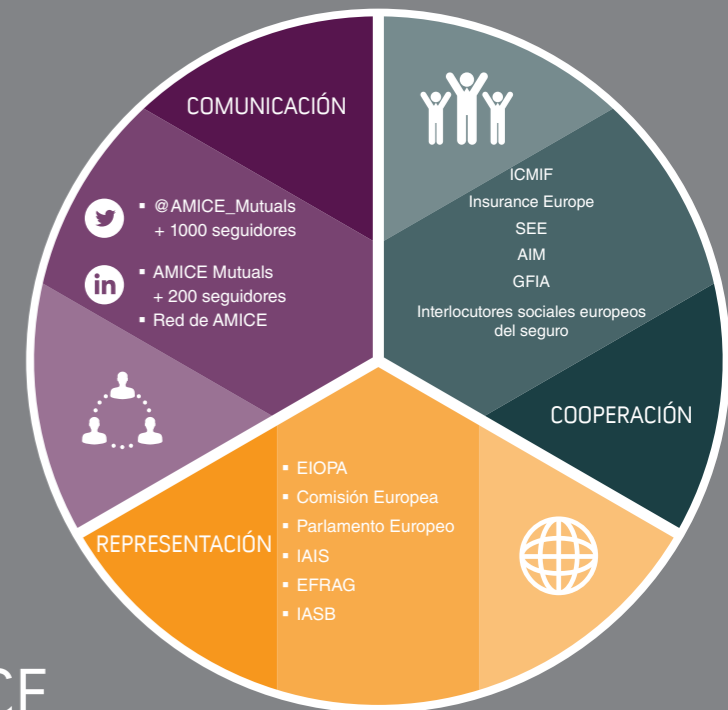 COMUNICACIÓN
▪ @AMICE_Mutuals
+ 1000 seguidores
in
▪ AMICE Mutuals
+ 200 seguidores
▪ Red de AMICE
ICMIF
Insurance Europe
SEE
AIM
GFIA
Interlocutores sociales europeos
del seguro
COOPERACIÓN
REPRESENTACIÓN
▪ EIOPA
▪ Comisión Europea
▪ Parlamento Europeo
▪ IAIS
▪ EFRAG
▪ IASB